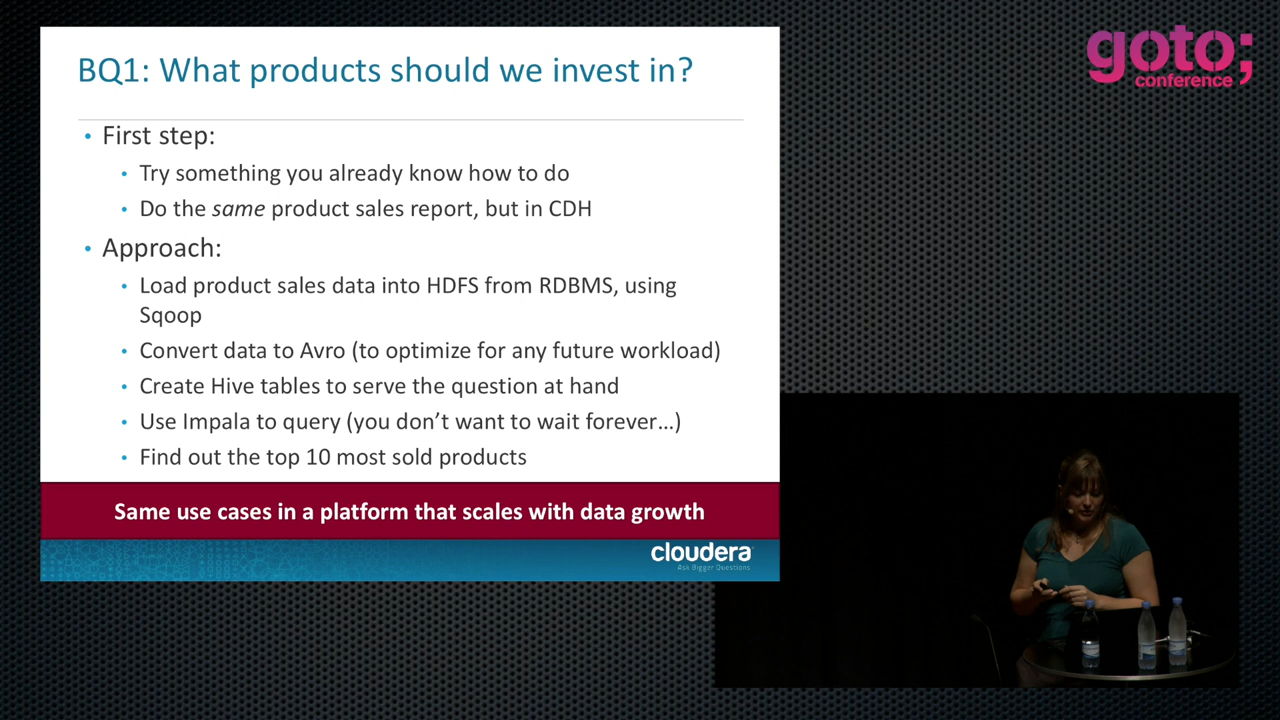 BQ1: What products should we invest in?
• First step:
• Try something you already know how to do
• Do the same product sales report, but in CDH
• Approach:
• Load product sales data into HDFS from RDBMS, using
Sqoop
• Convert data to Avro (to optimize for any future workload)
• Create Hive tables to serve the question at hand
• Use Impala to query (you don’t want to wait forever…)
• Find out the top 10 most sold products
Same use cases in a platform that scales with data growth
cloudera
Ask Bigger Questions
goto;
conference